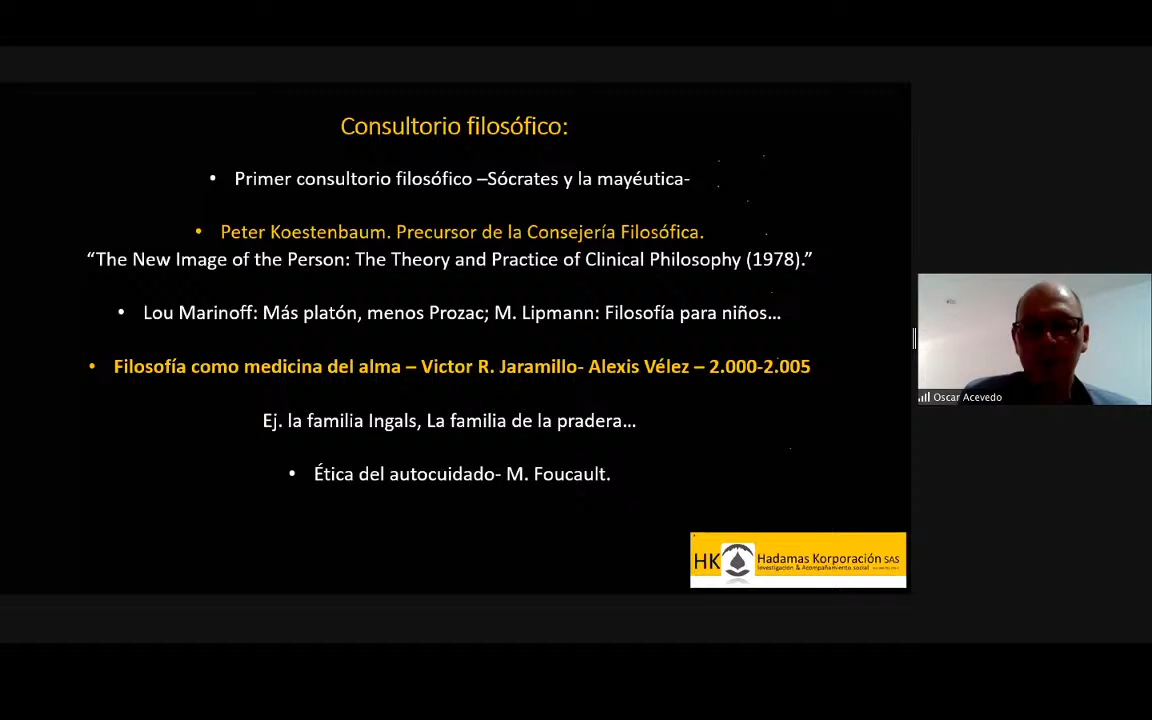 Consultorio filosófico:
• Primer consultorio filosófico –Sócrates y la mayéutica-
• Peter Koestenbaum. Precursor de la Consejería Filosófica.
“The New Image of the Person: The Theory and Practice of Clinical Philosophy (1978).”
• Lou Marinoff: Más platón, menos Prozac; M. Lipmann: Filosofía para niños...
• Filosofía como medicina del alma – Victor R. Jaramillo- Alexis Vélez – 2.000-2.005
Ej. la familia Ingals, La familia de la pradera...
• Ética del autocuidado- M. Foucault.
Oscar Acevedo
HK Hadamas Korporación SAS
Investigación & Acompañamiento social